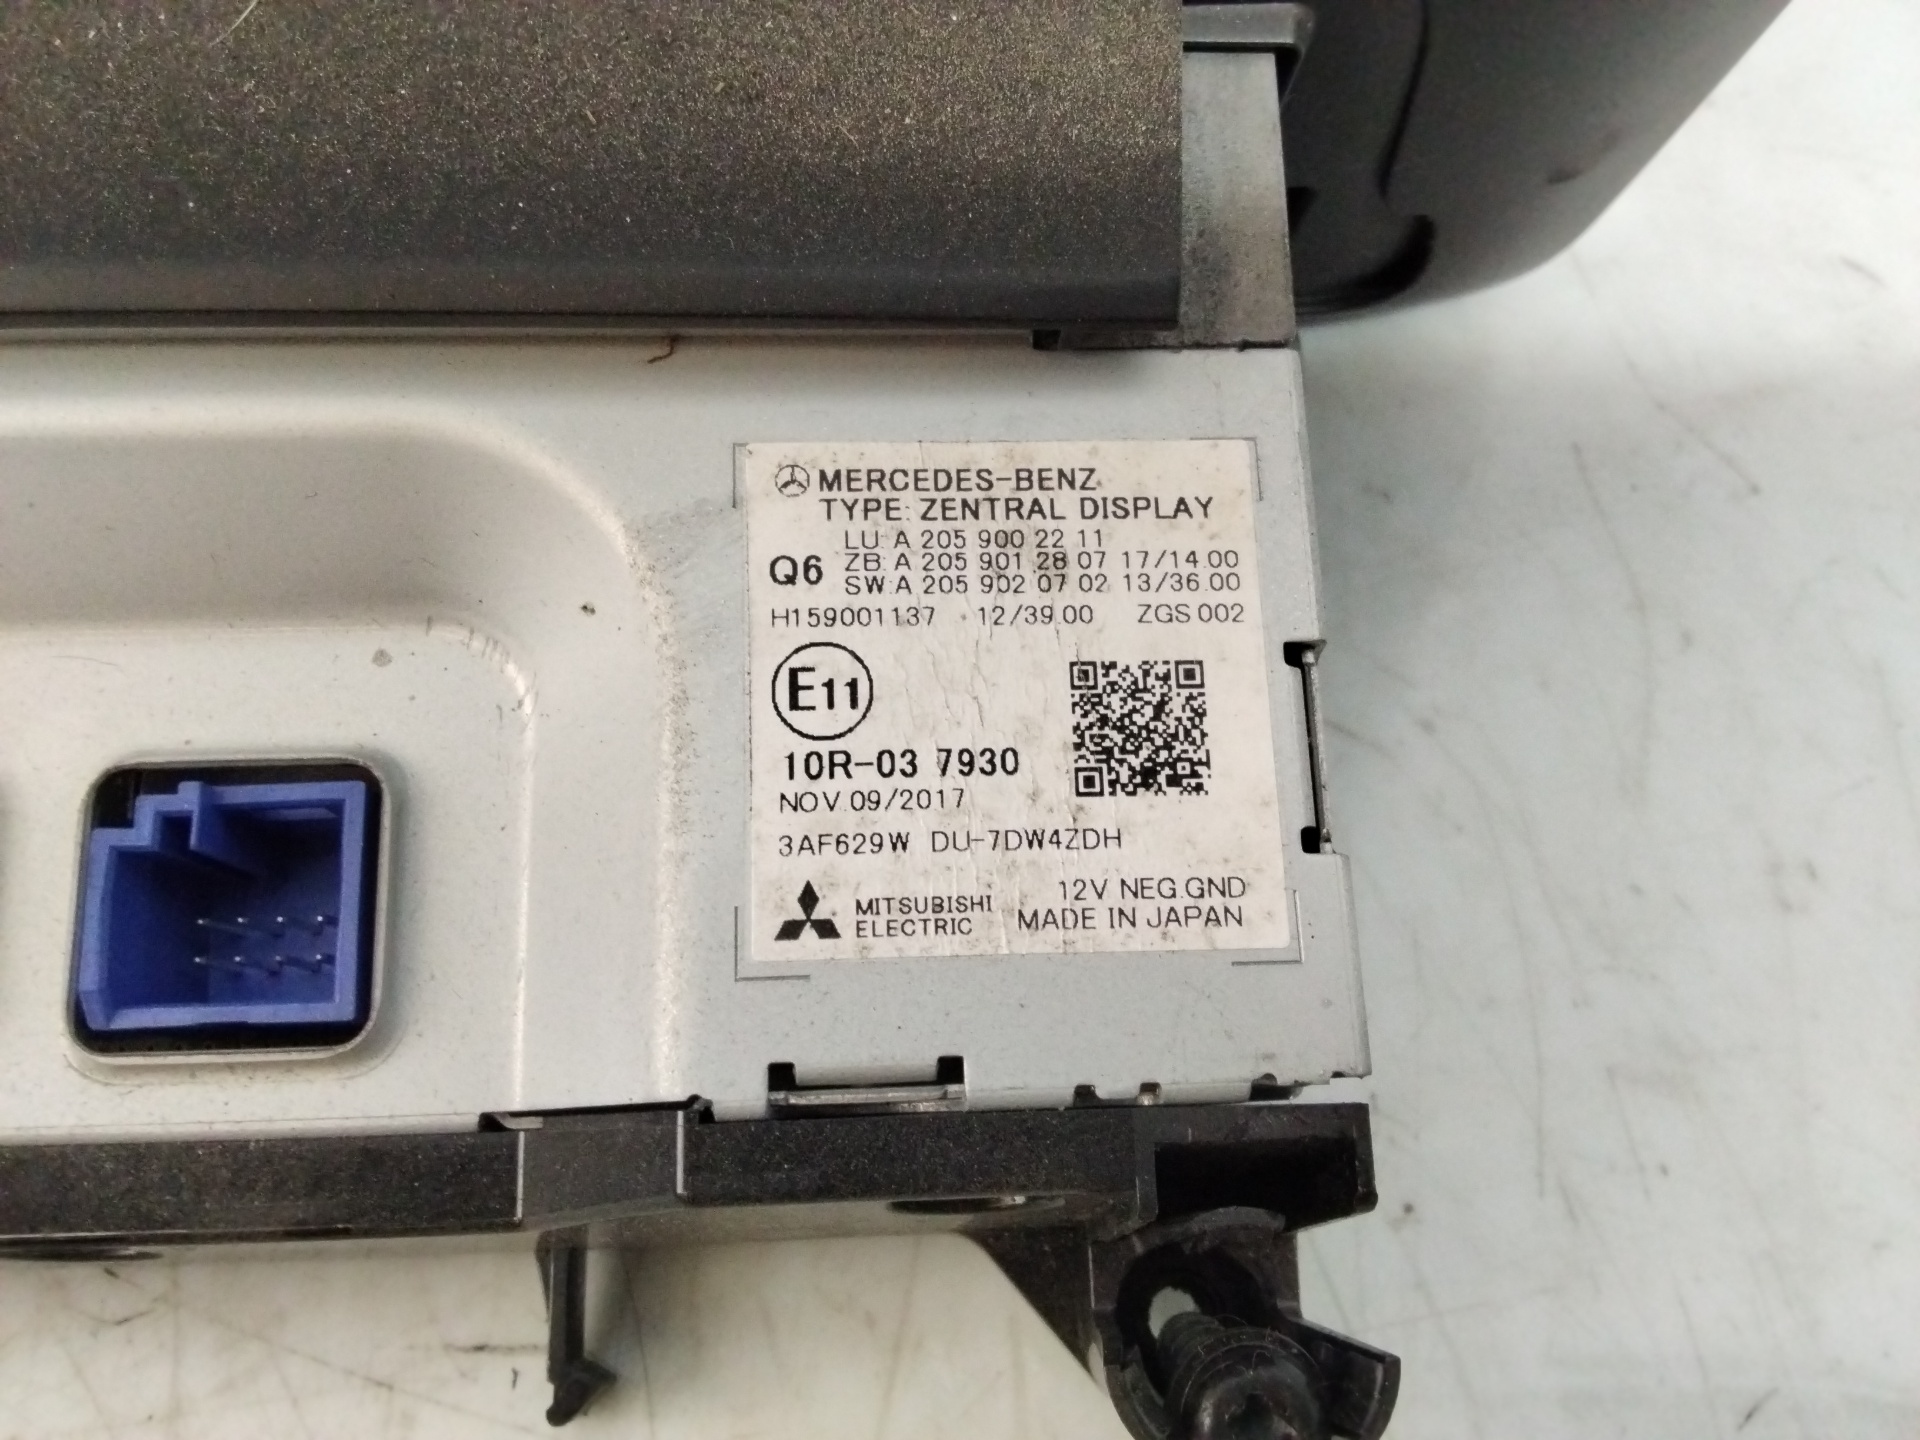 MERCEDES-BENZ
TYPE: ZENTRAL DISPLAY
LU: A 205 900 22 11
Q6
ZB: A 205 901 28 07 17/14.00
SW: A 205 902 07 02 13/36.00
H159001137 12/39.00 ZGS 002
E11
10R-03 7930
NOV.09/2017
3AF629W DU-7DW4ZDH
MITSUBISHI ELECTRIC
12V NEG.GND
MADE IN JAPAN